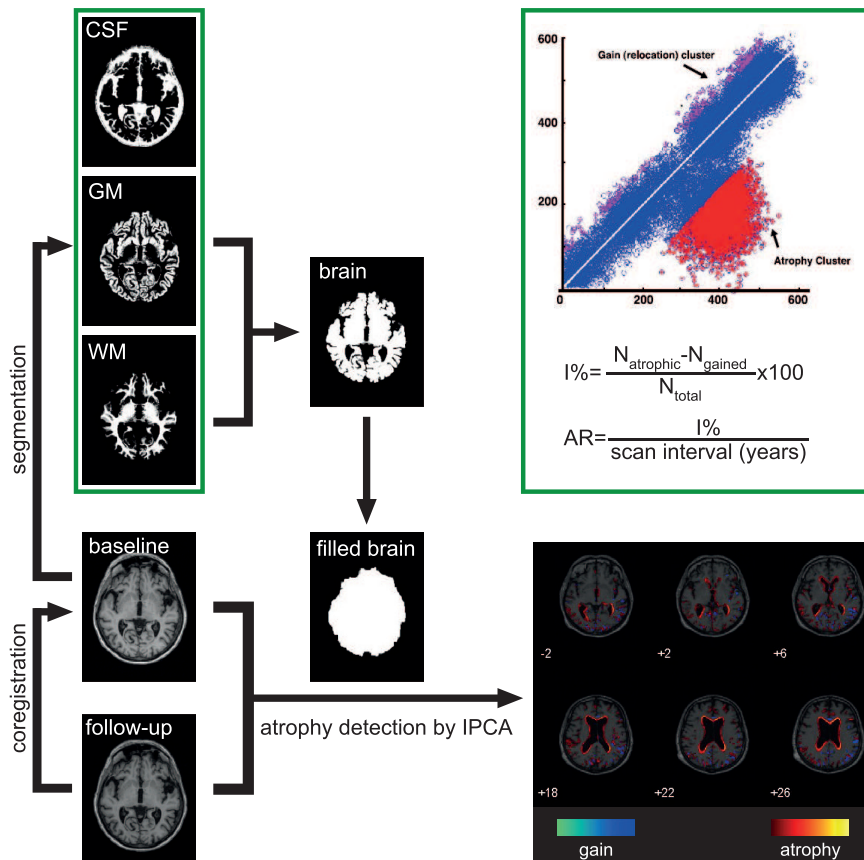 CSF
GM
WM
segmentation
brain
baseline
filled brain
coregistration
follow-up
atrophy detection by IPCA
600
400
200
0
200
400
600
Gain (relocation) cluster
Atrophy Cluster
I%= N atrophic-N gained
N total
x100
AR= I%
scan interval (years)
-2
+2
+6
+18
+22
+26
gain
atrophy